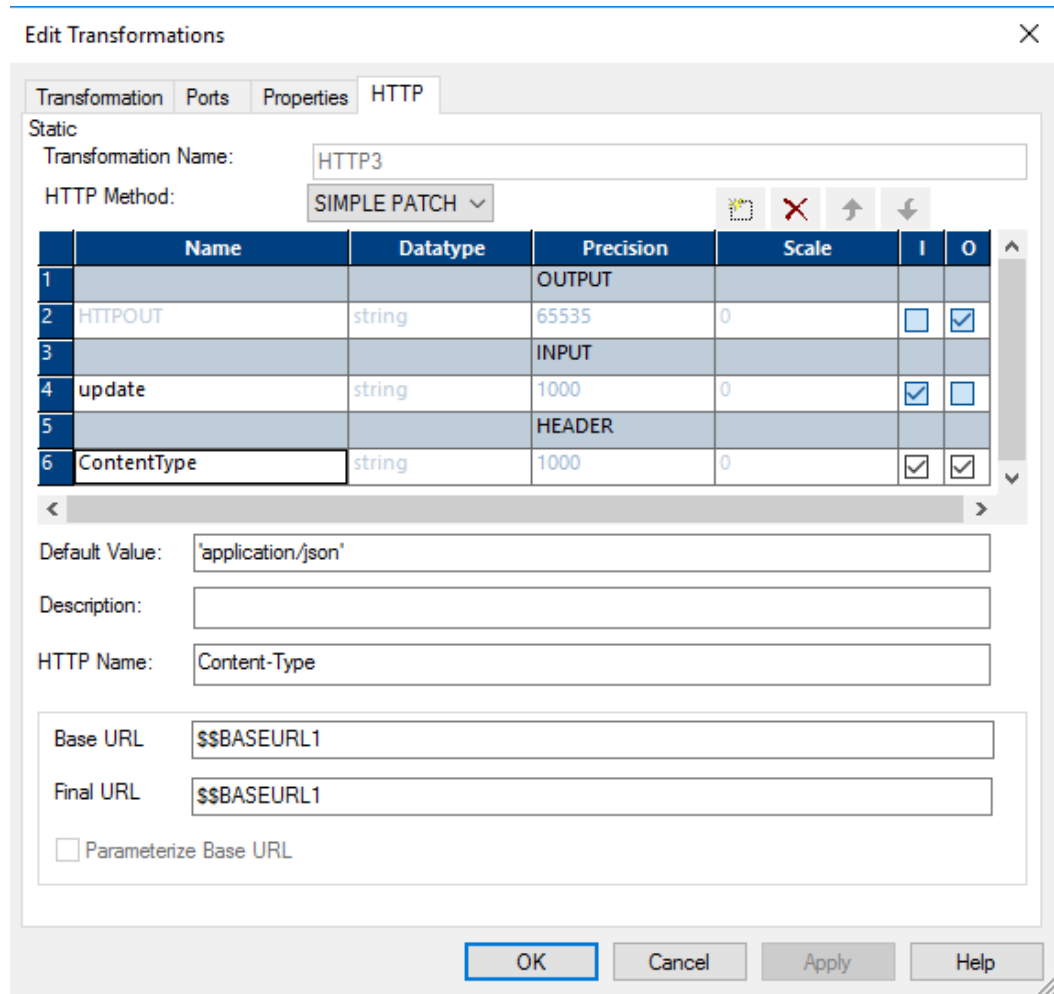 Edit Transformations
Transformation Ports Properties HTTP
Static
Transformation Name: HTTP3
HTTP Method: SIMPLE PATCH
Name Datatype Precision Scale I O
1 OUTPUT
2 HTTPOUT string 65535 0
3 INPUT
4 update string 1000 0
5 HEADER
6 ContentType string 1000 0
Default Value: 'application/json'
Description:
HTTP Name: Content-Type
Base URL $$BASEURL1
Final URL $$BASEURL1
Parameterize Base URL
OK Cancel Apply Help